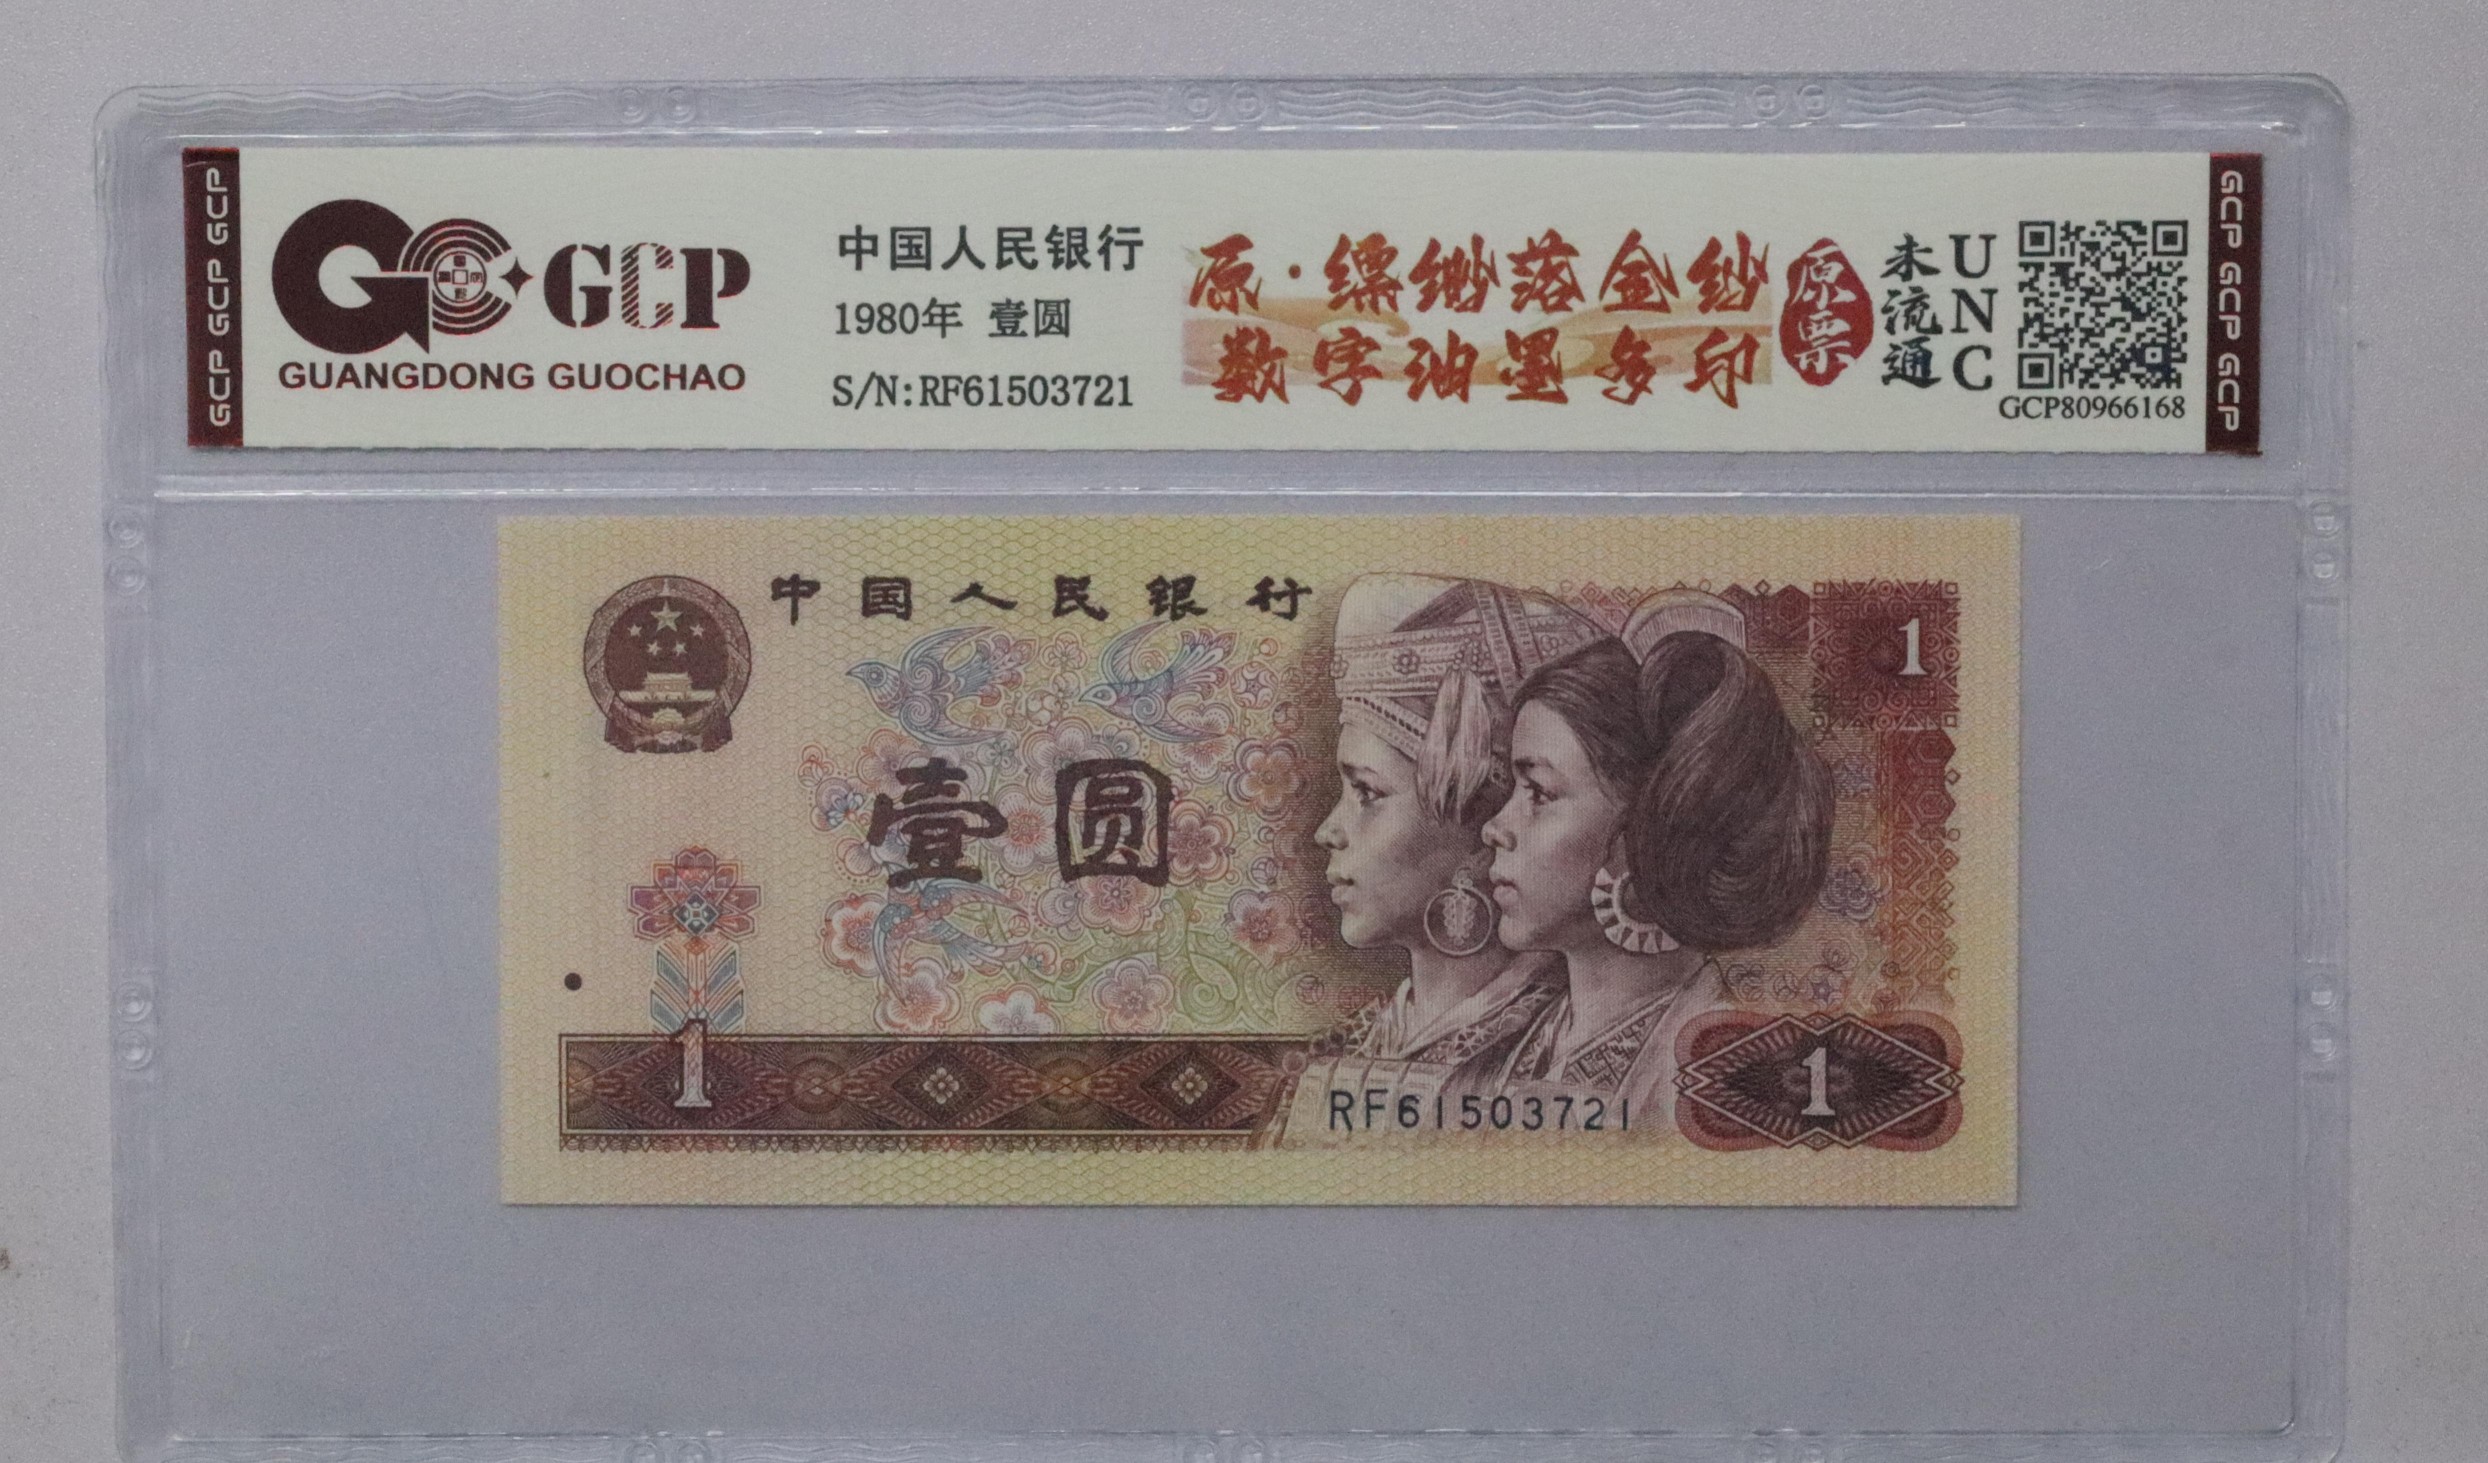 GCP GCP GCP
GCP
GUANGDONG GUOCHAO
中国人民银行
1980年 壹圆
S/N:RF61503721
原·缥缈落金纱
数字油墨多印
原票
未流通
UNC
GCP80966168
GCP GCP GCP
中国人民银行
1
壹圆
1
RF61503721
1